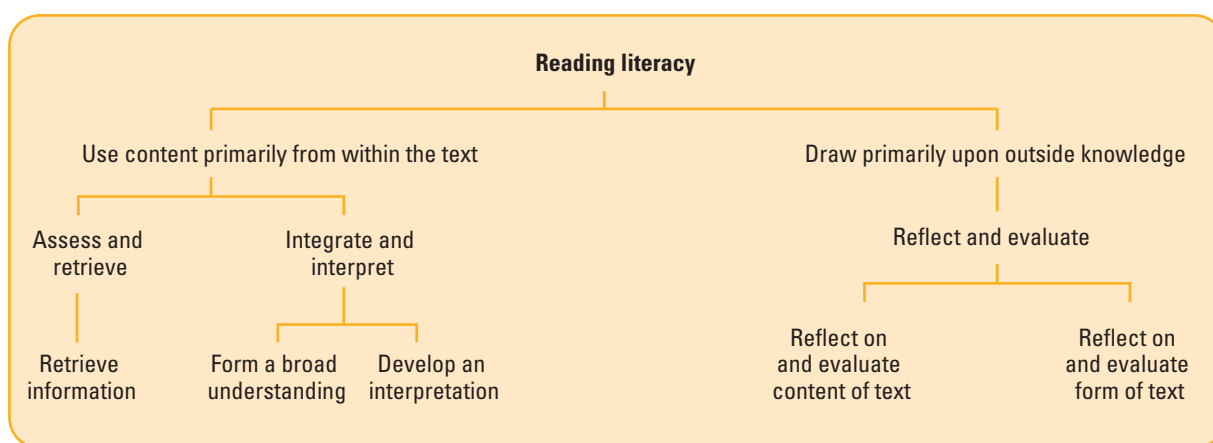 Reading literacy
Use content primarily from within the text
Draw primarily upon outside knowledge
Assess and
retrieve
Integrate and
interpret
Reflect and evaluate
Retrieve
information
Form a broad
understanding
Develop an
interpretation
Reflect on
and evaluate
content of text
Reflect on
and evaluate
form of text